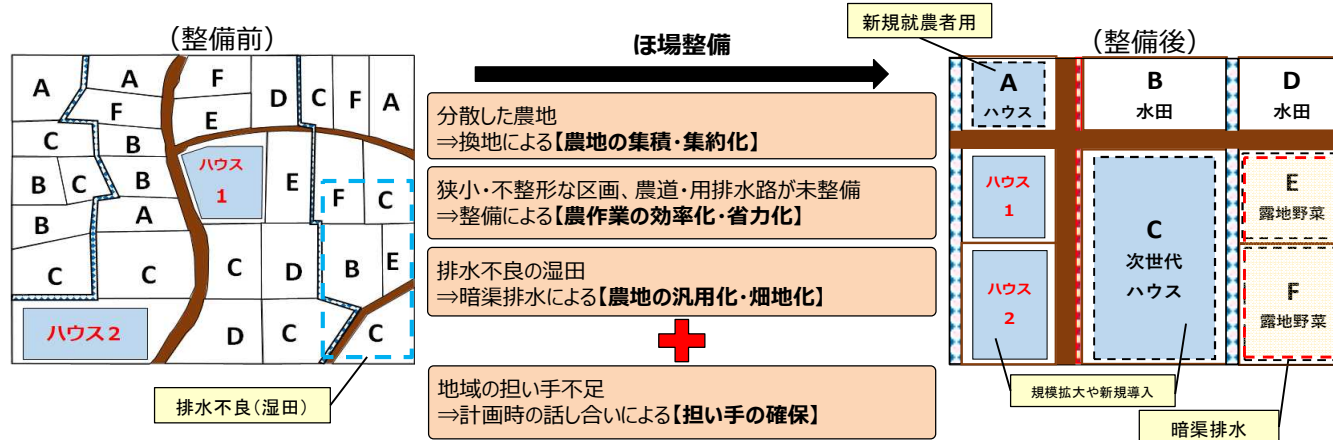 新規就農者用
（整備前）
ほ場整備
（整備後）
A
A
F
D
C
F
A
F
E
C
B
B
C
B
ハウス
1
E
F
C
B
A
C
C
C
D
B
E
ハウス２
D
C
C
排水不良（湿田）
分散した農地
⇒換地による【農地の集積・集約化】
狭小・不整形な区画、農道・用排水路が未整備
⇒整備による【農作業の効率化・省力化】
排水不良の湿田
⇒暗渠排水による【農地の汎用化・畑地化】
地域の担い手不足
⇒計画時の話し合いによる【担い手の確保】
A
ハウス
B
水田
D
水田
ハウス
1
C
次世代
ハウス
E
露地野菜
ハウス
2
F
露地野菜
規模拡大や新規導入
暗渠排水